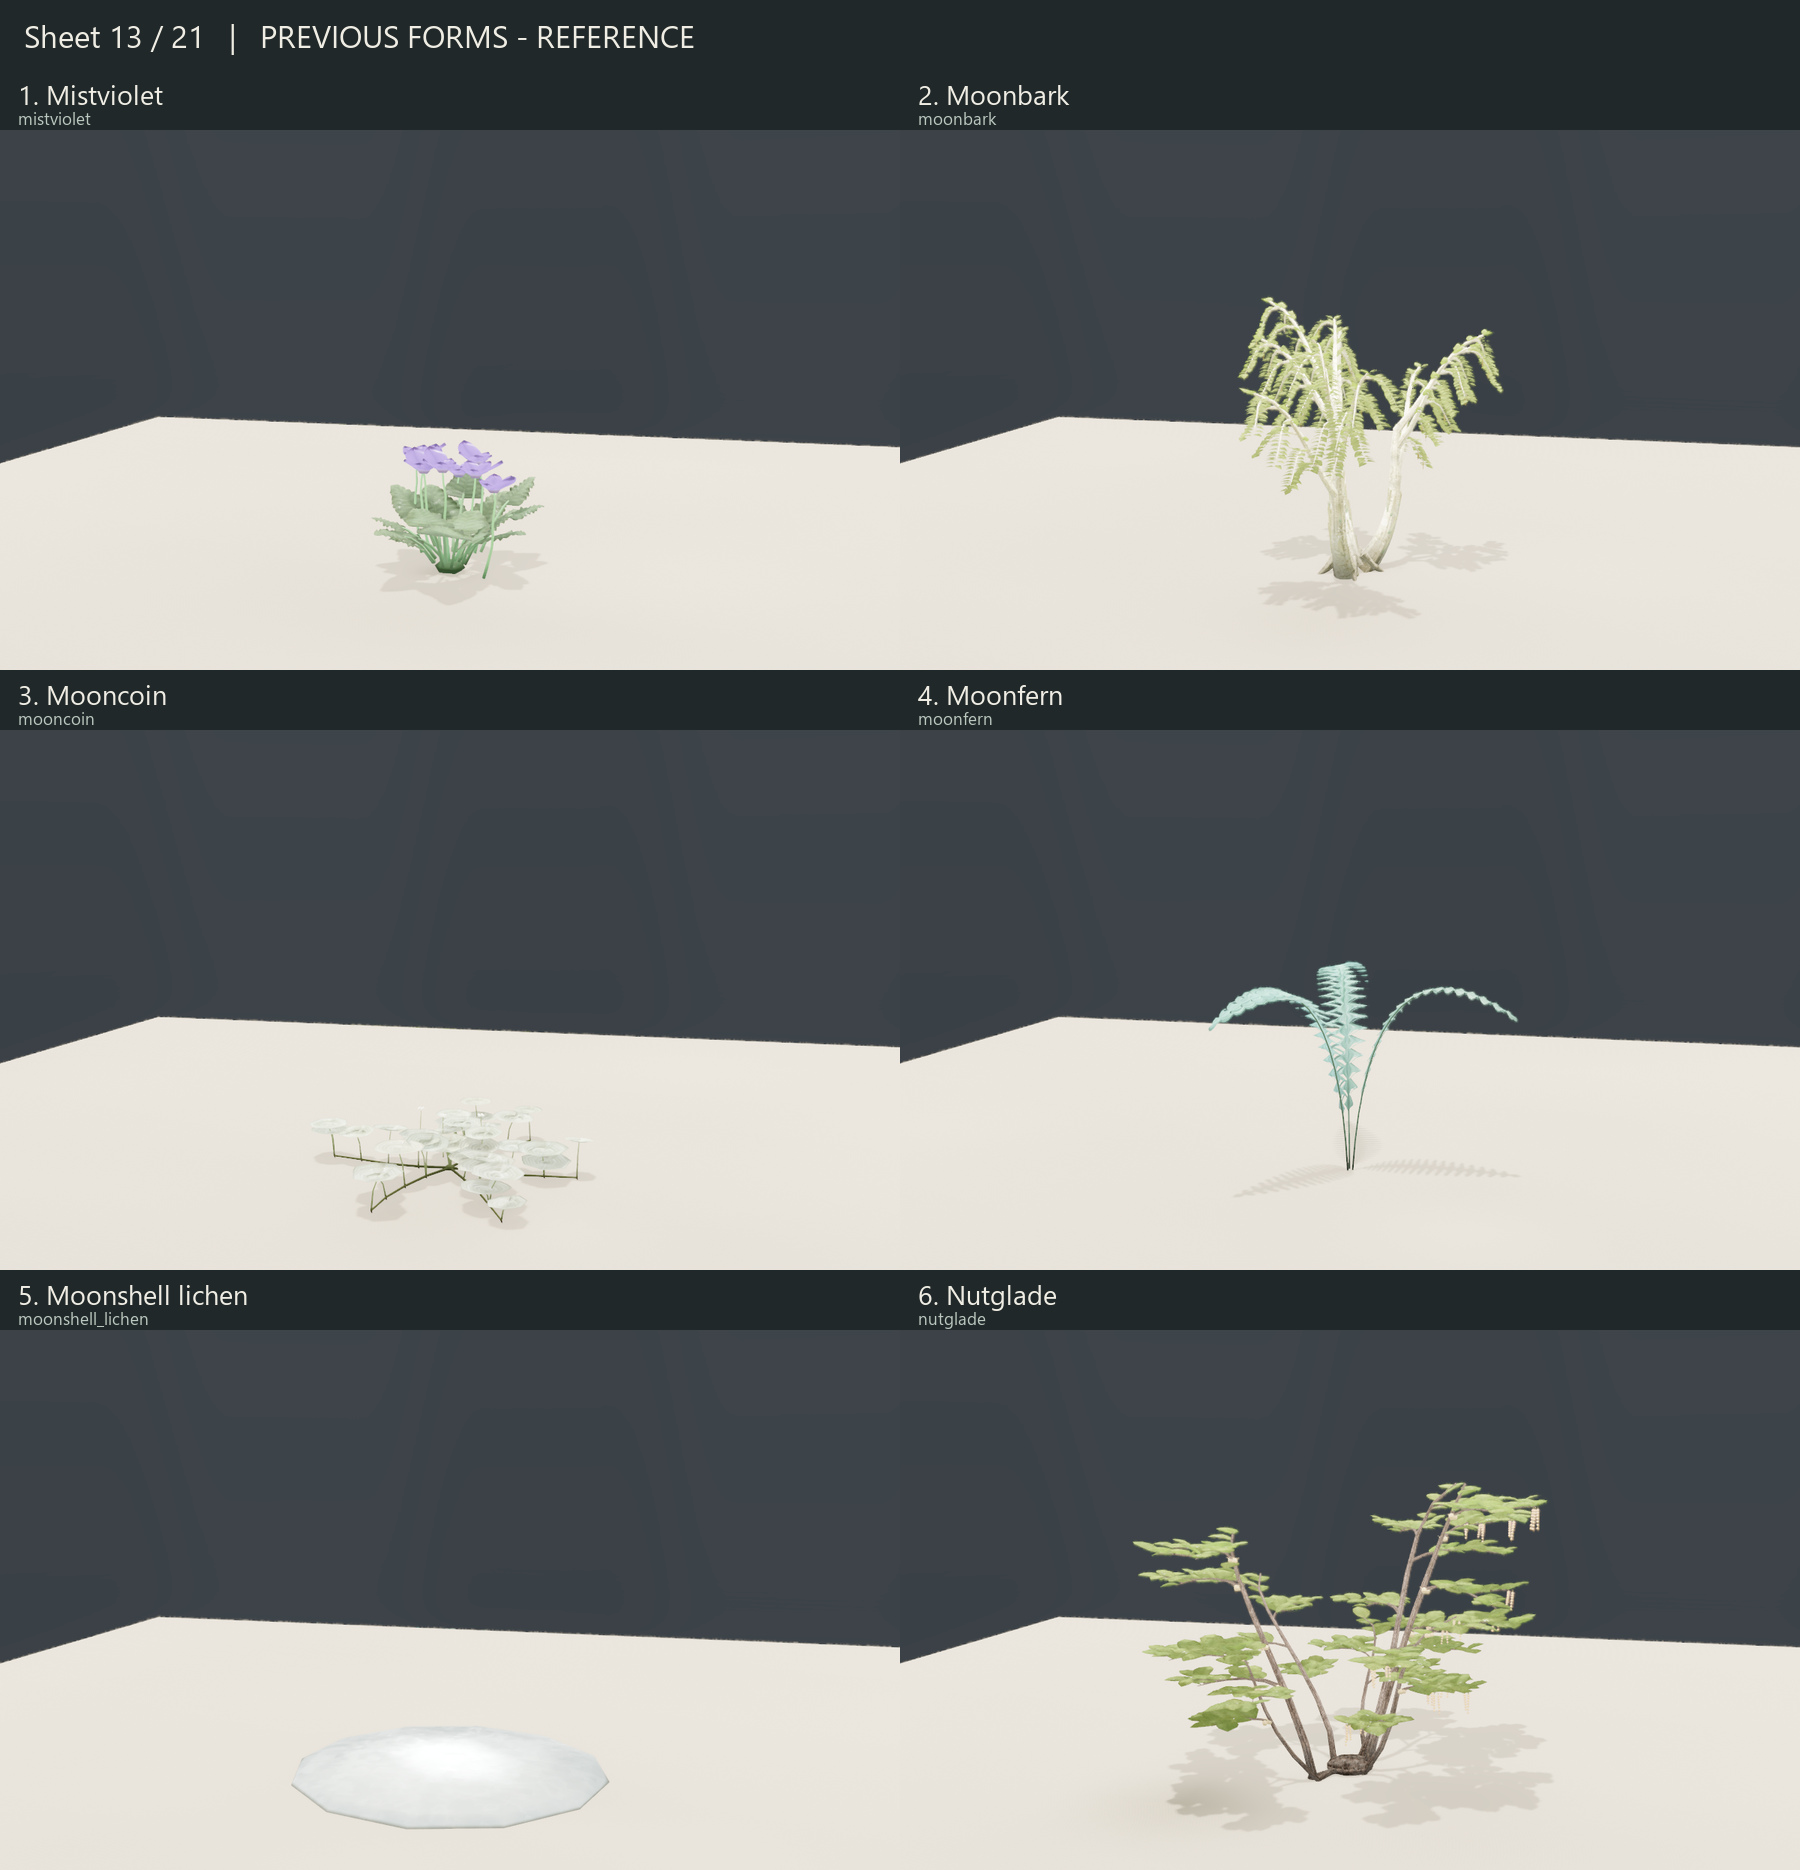 Sheet 13 / 21 | PREVIOUS FORMS - REFERENCE
1. Mistviolet
mistviolet
2. Moonbark
moonbark
3. Mooncoin
mooncoin
4. Moonfern
moonfern
5. Moonshell lichen
moonshell_lichen
6. Nutglade
nutglade